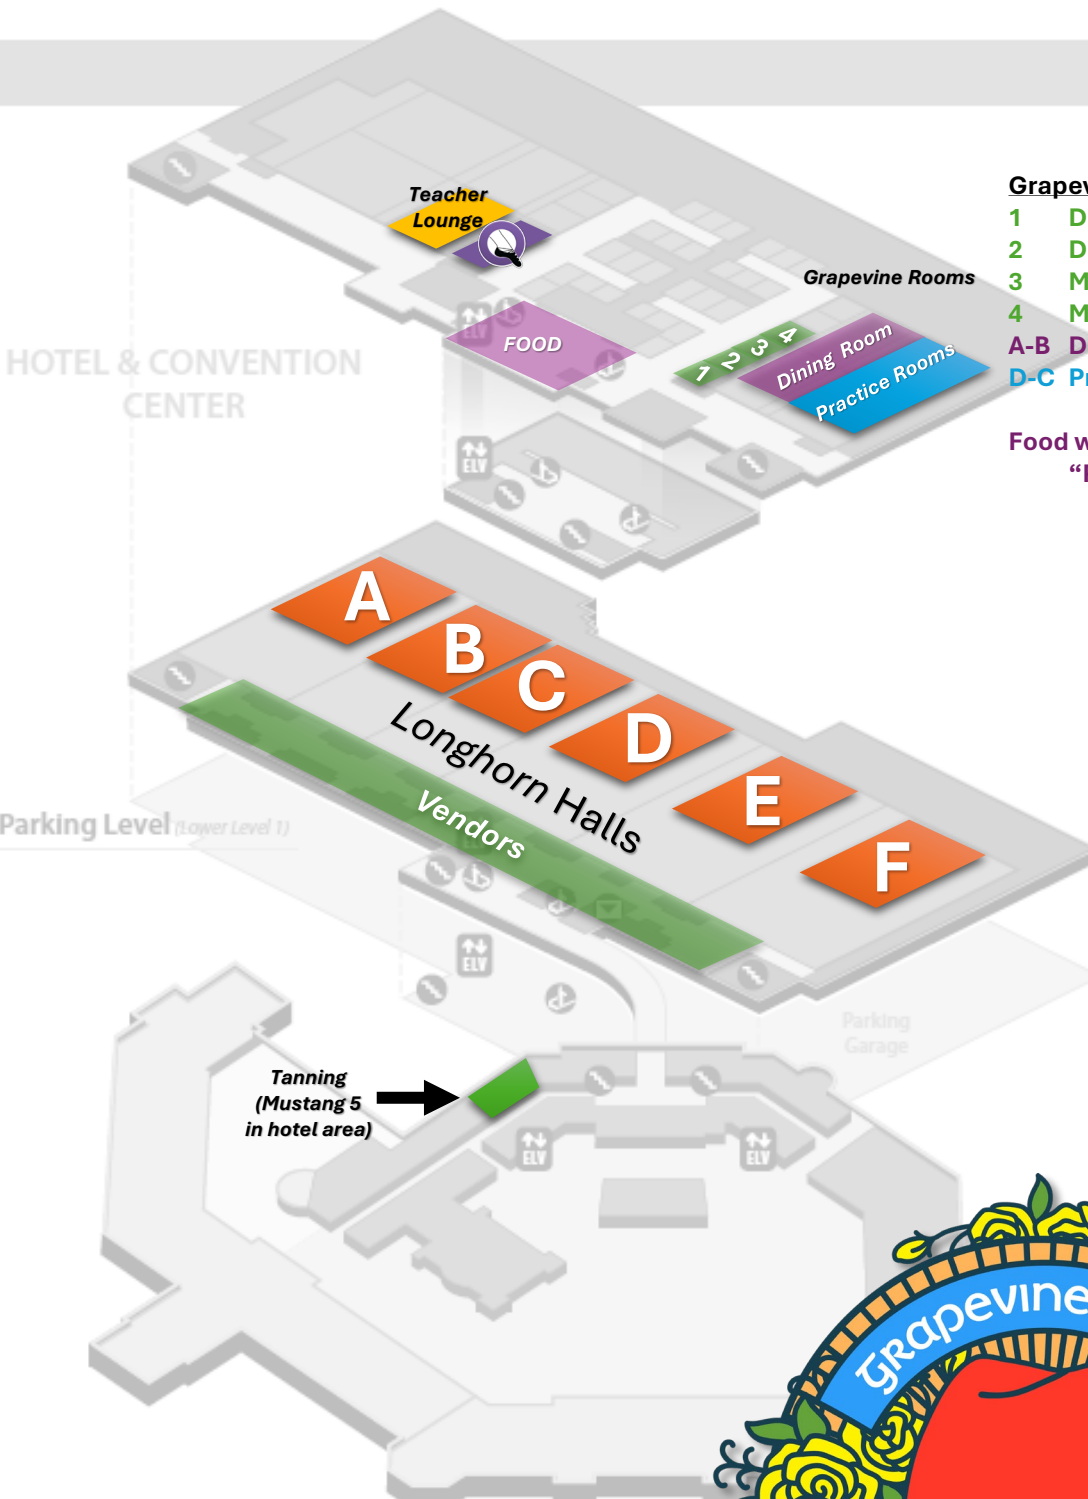 Teacher
Lounge
Grapevine Rooms
1
2
3
4
A-B
D-C
Food
FOOD
1 2 3 4
Dining Room
Practice Rooms
ELV
HOTEL & CONVENTION
CENTER
ELV
A
B
C
D
E
F
Longhorn Halls
Vendors
Parking Level (Lower Level 1)
ELV
ELV
Parking
Garage
Tanning
(Mustang 5
in hotel area)
ELV
ELV
Grapevine